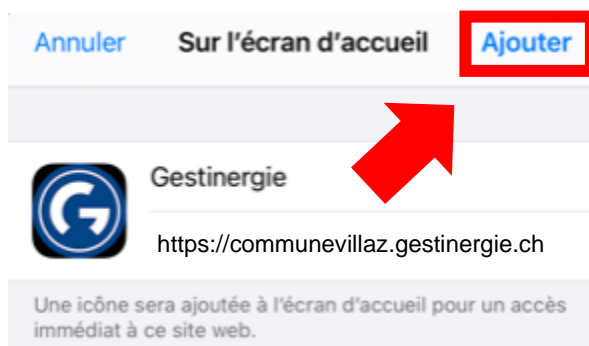 Annuler Sur l’écran d’accueil Ajouter
G
Gestinergie
https://communevillaz.gestinergie.ch
Une icône sera ajoutée à l’écran d’accueil pour un accès
immédiat à ce site web.